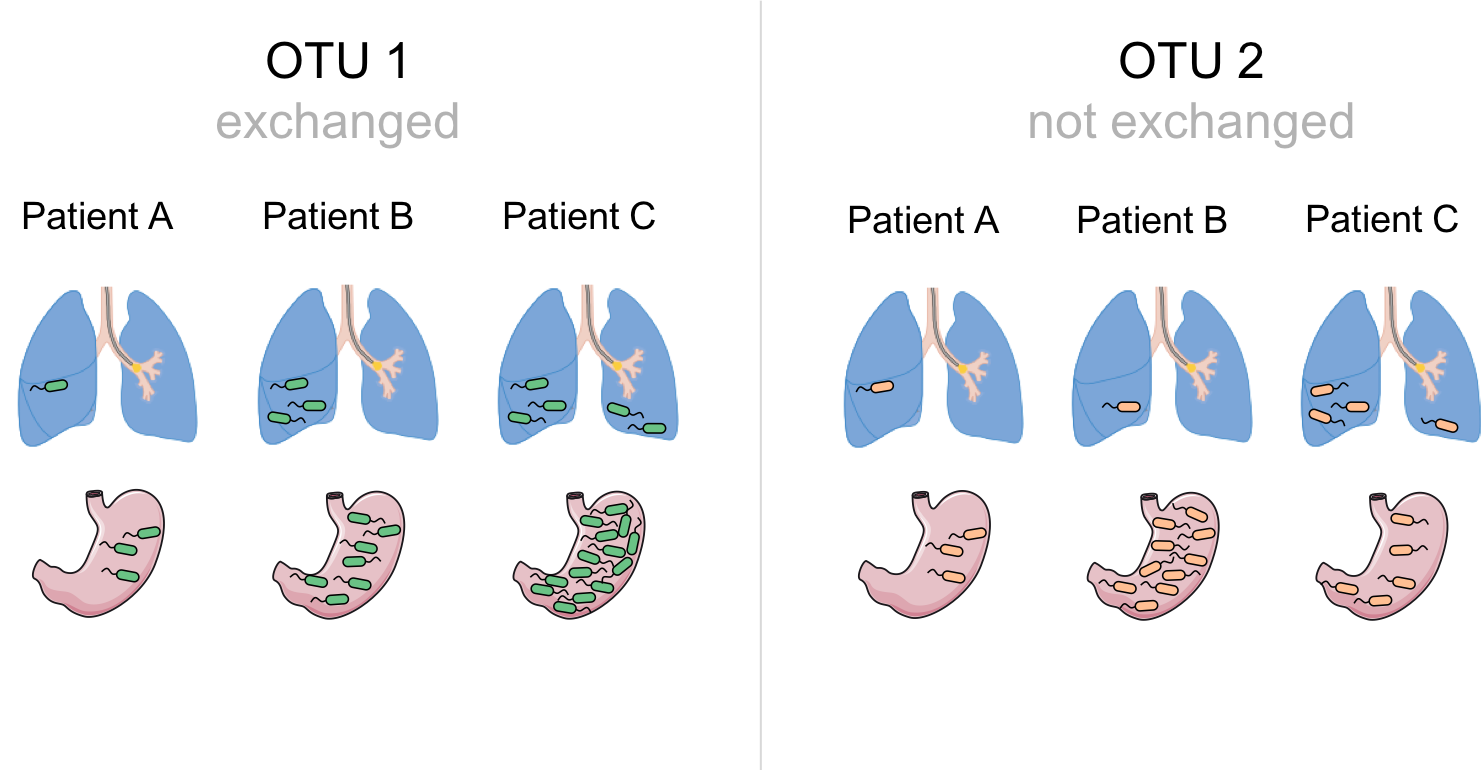 OTU 1
exchanged
Patient A
Patient B
Patient C
OTU 2
not exchanged
Patient A
Patient B
Patient C